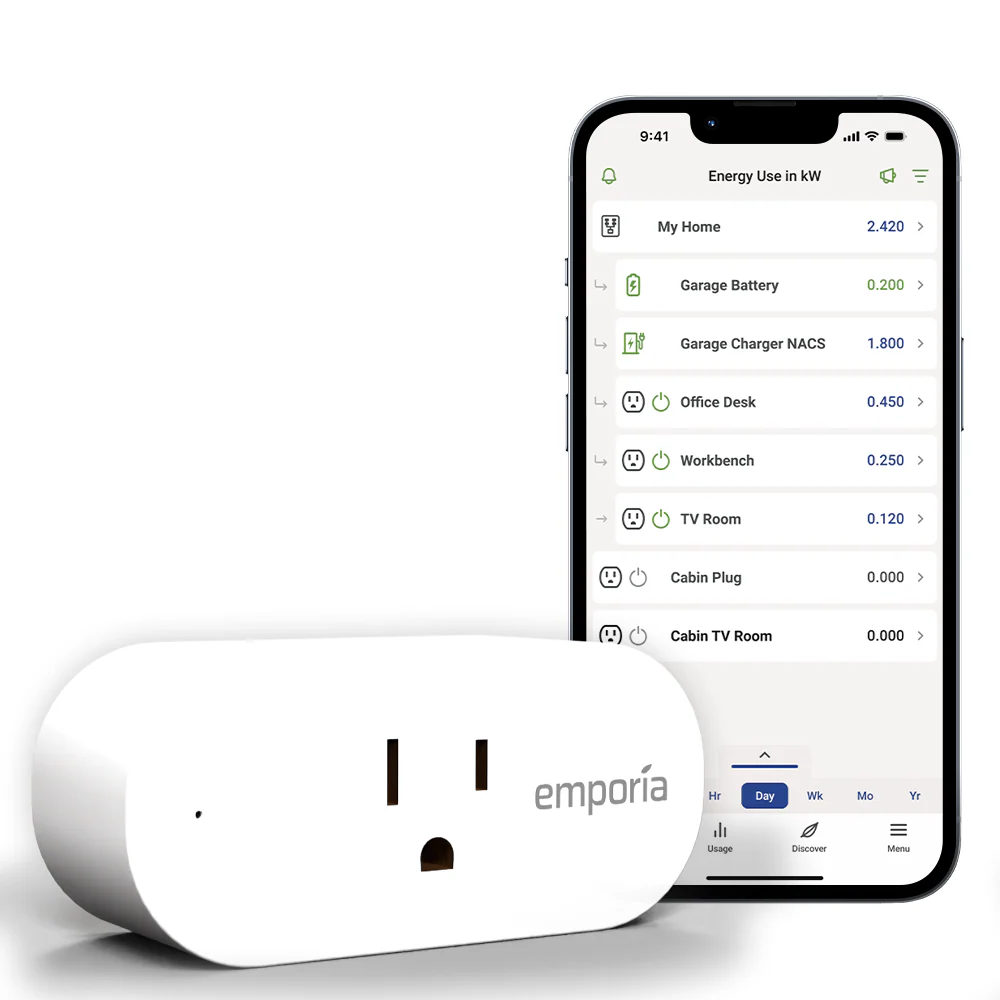 9:41
Energy Use in kW
My Home 2.420
Garage Battery 0.200
Garage Charger NACS 1.800
Office Desk 0.450
Workbench 0.250
TV Room 0.120
Cabin Plug 0.000
Cabin TV Room 0.000
emporia
Hr Day Wk Mo Yr
Usage Discover Menu